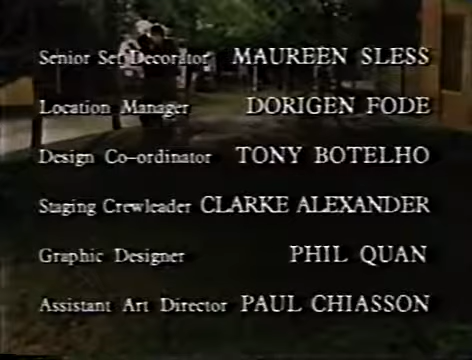 Senior Set Decorator MAUREEN SLESS
Location Manager DORIGEN FODE
Design Co-ordinator TONY BOTELHO
Staging Crewleader CLARKE ALEXANDER
Graphic Designer PHIL QUAN
Assistant Art Director PAUL CHIASSON